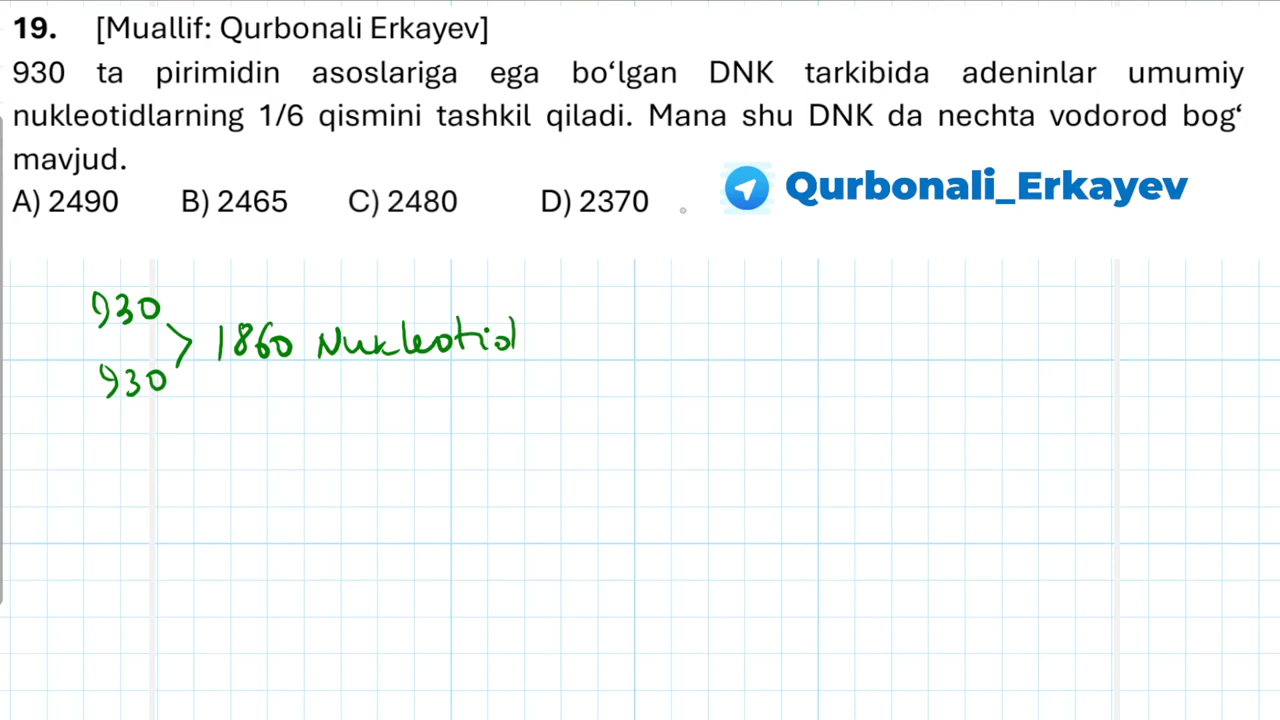 19. [Muallif: Qurbonali Erkayev]
930 ta pirimidin asoslariga ega bo‘lgan DNK tarkibida adeninlar umumiy
nukleotidlarning 1/6 qismini tashkil qiladi. Mana shu DNK da nechta vodorod bog‘
mavjud.
A) 2490 B) 2465 C) 2480 D) 2370
Qurbonali_Erkayev
930
> 1860 Nukleotid
930